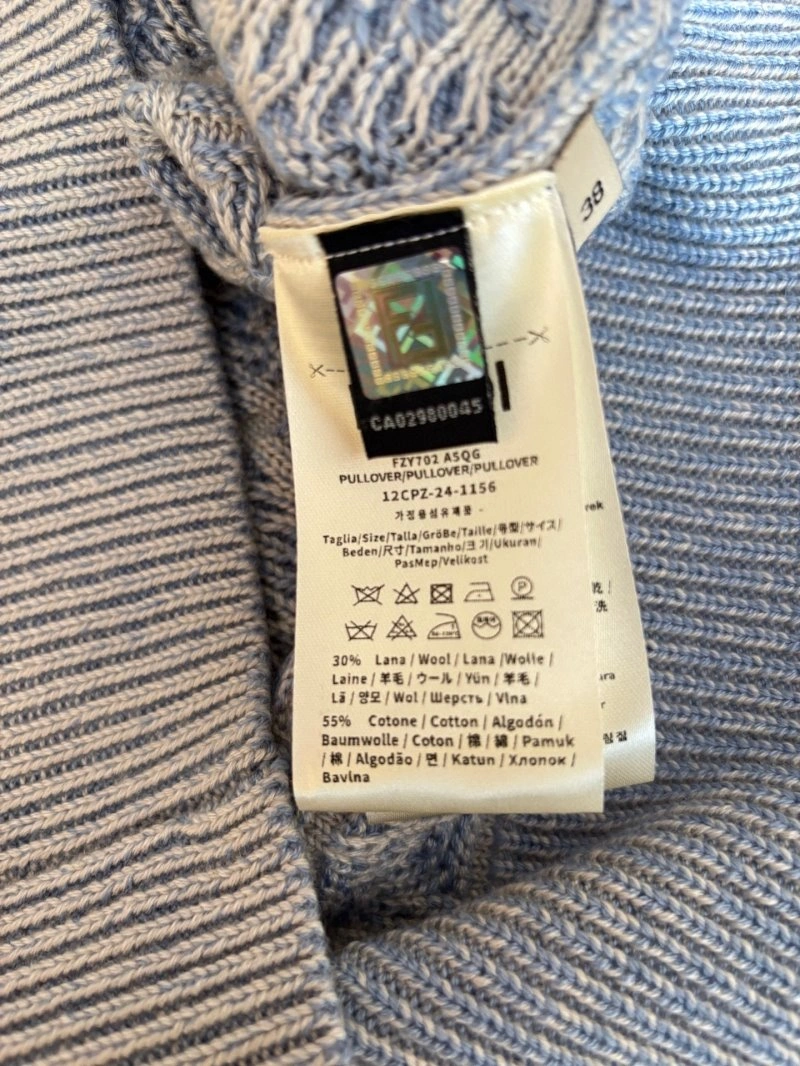 38
CA02980045
FZY702 A5QG
PULLOVER/PULLOVER/PULLOVER
12CPZ-24-1156
가정용섬유제품 -
Taglia/Size/Talla/Größe/Taille/号型/サイズ/
Beden/尺寸/Tamanho/크기/Ukuran/
РазМер/Velikost
30% Lana / Wool / Lana /Wolle /
Laine / 羊毛 / ウール / Yün / 羊毛 /
Lã / 양모 / Wol / Шерсть / Vlna
55% Cotone / Cotton / Algodón /
Baumwolle / Coton / 棉 / 綿 / Pamuk
/ 棉 / Algodão / 면 / Katun / Хлопок /
Bavlna